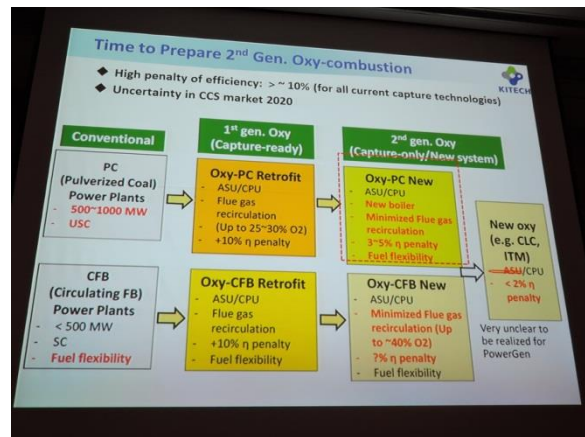 Time to Prepare 2nd Gen. Oxy-combustion
KITECH
◆ High penalty of efficiency: > ~ 10% (for all current capture technologies)
◆ Uncertainty in CCS market 2020
Conventional
PC
(Pulverized Coal)
Power Plants
- 500~1000 MW
- USC
CFB
(Circulating FB)
Power Plants
- < 500 MW
- SC
- Fuel flexibility
1st gen. Oxy
(Capture-ready)
Oxy-PC Retrofit
- ASU/CPU
- Flue gas
recirculation
- (Up to 25~30% O2)
- +10% η penalty
Oxy-CFB Retrofit
- ASU/CPU
- Flue gas
recirculation
- +10% η penalty
- Fuel flexibility
2nd gen. Oxy
(Capture-only/New system)
Oxy-PC New
- ASU/CPU
- New boiler
- Minimized Flue gas
recirculation
- 3~5% η penalty
- Fuel flexibility
Oxy-CFB New
- ASU/CPU
- Minimized Flue gas
recirculation (Up
to ~40% O2)
- ?% η penalty
- Fuel flexibility
New oxy
(e.g. CLC,
ITM)
- ASU/CPU
- < 2% η
penalty
Very unclear to
be realized for
PowerGen